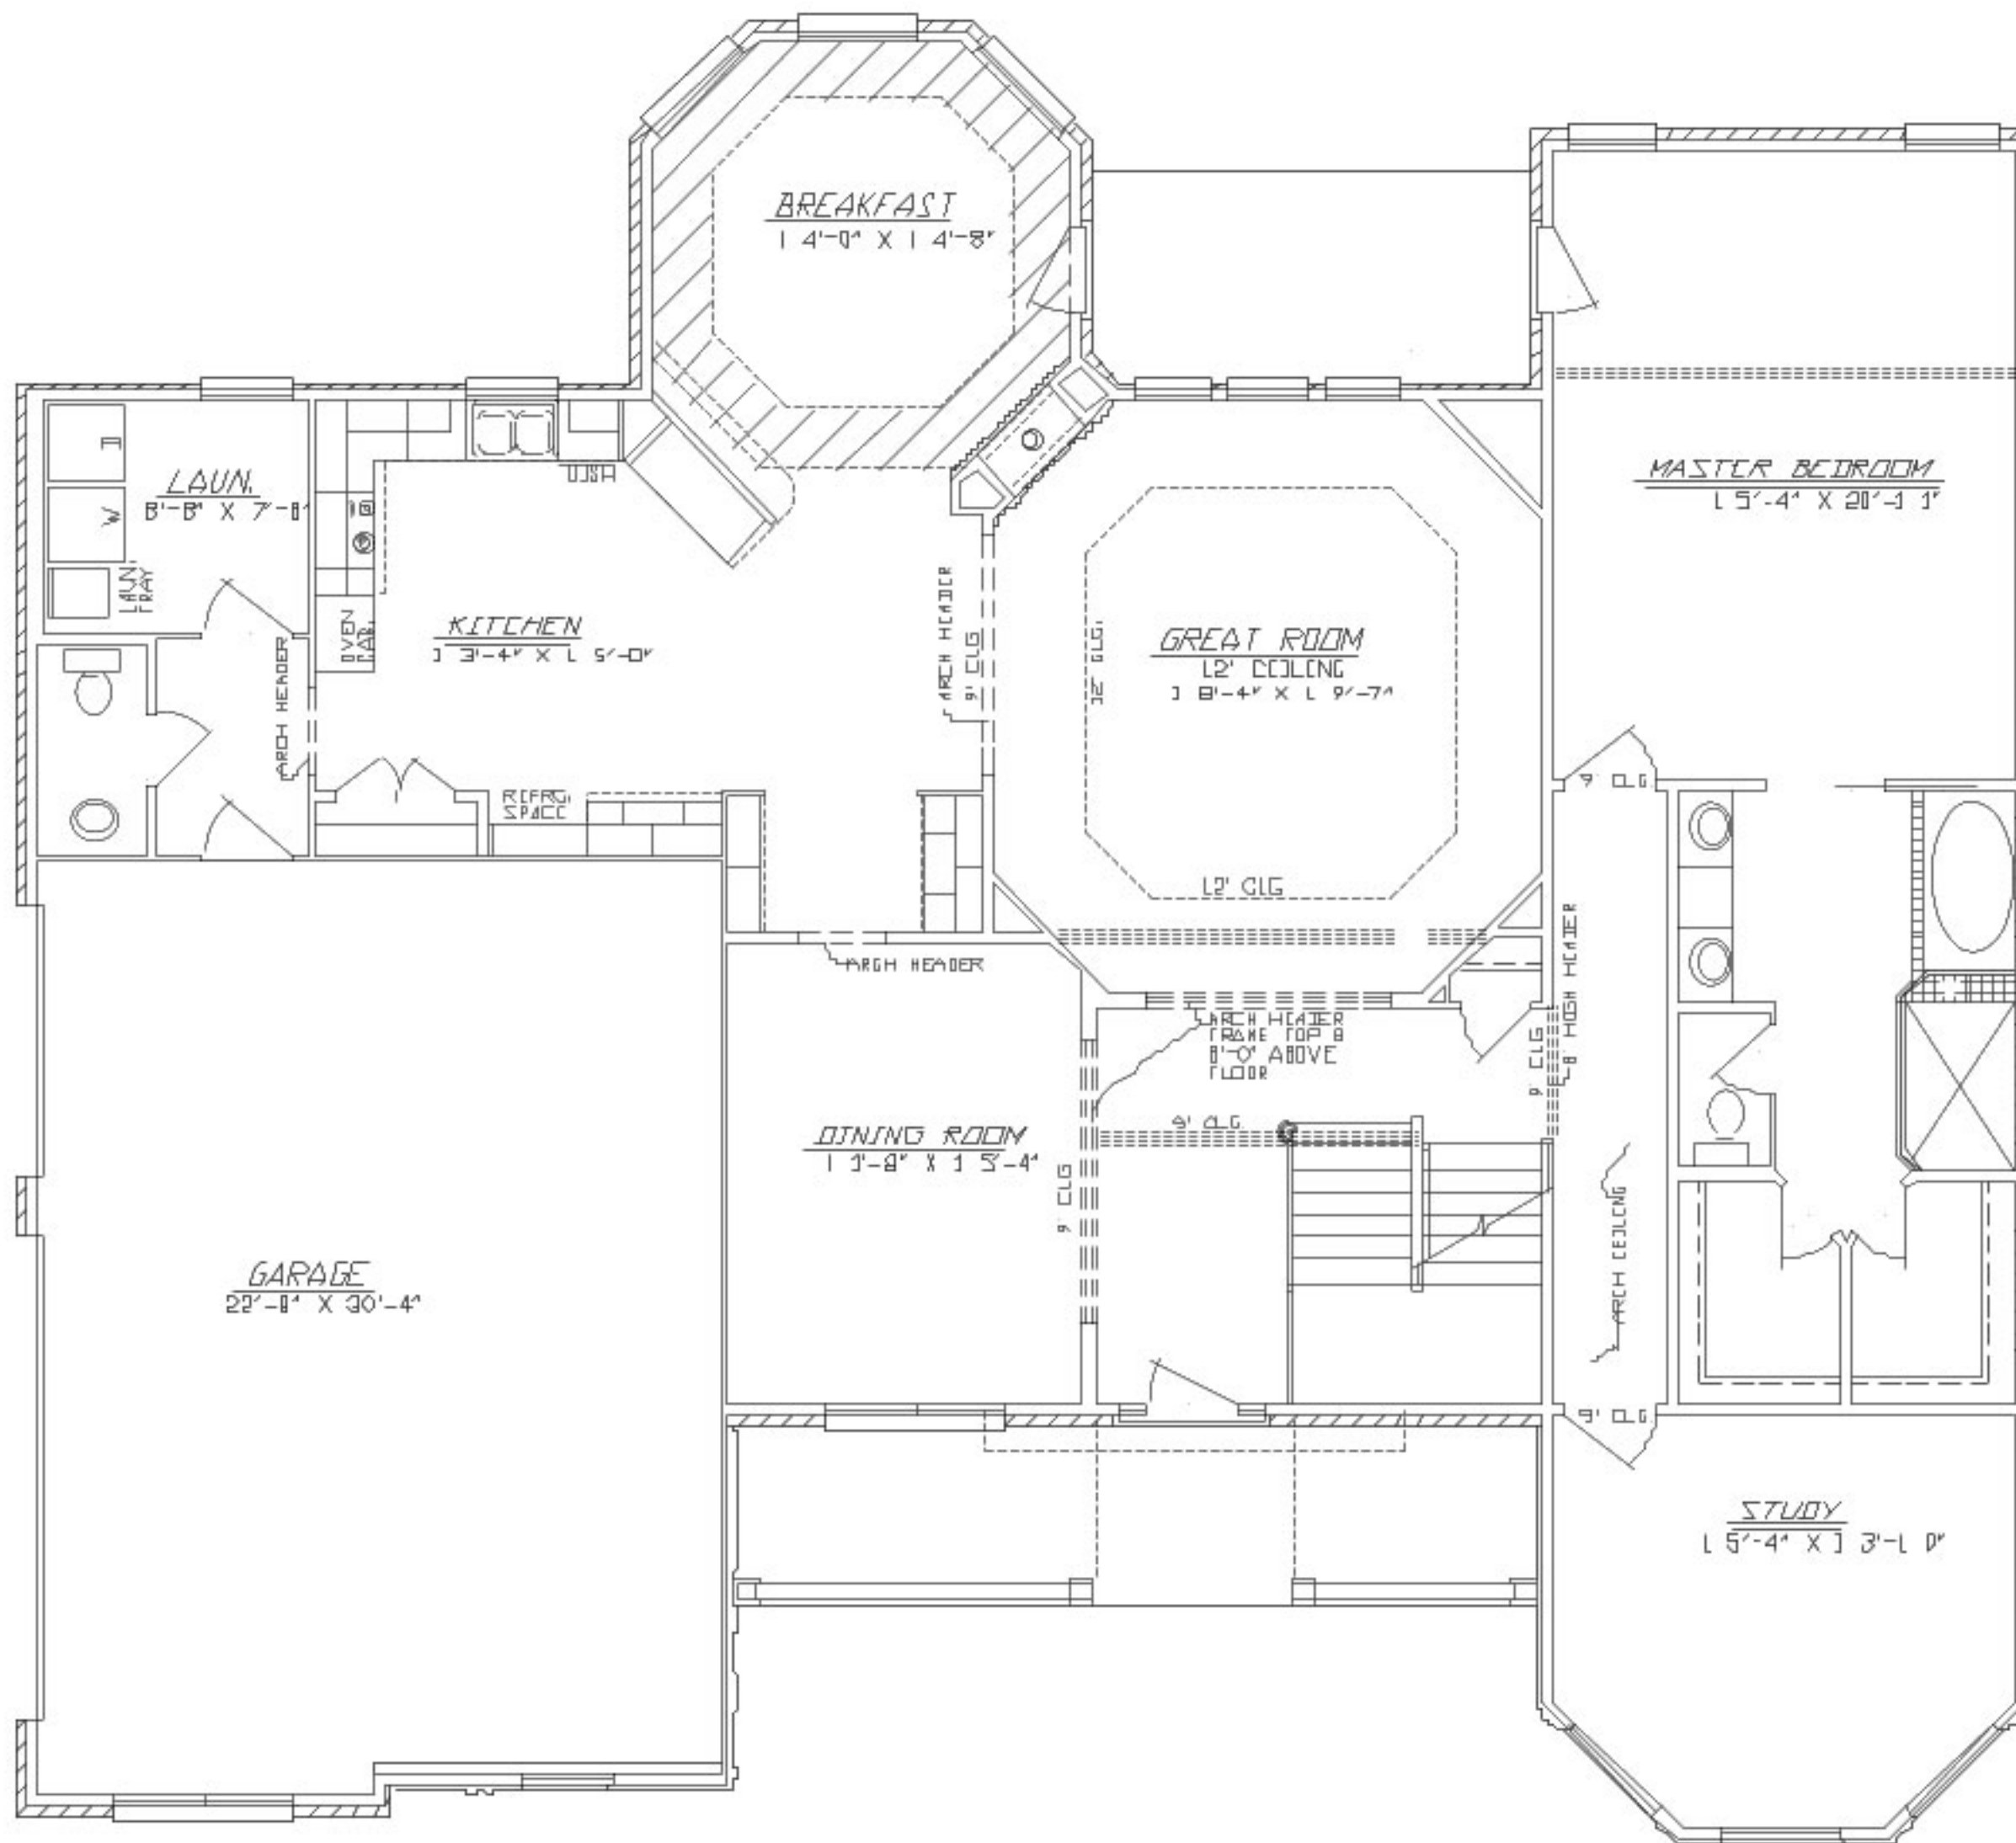 BREAKFAST
14'-0" X 14'-8"
LAUN.
8'-8" X 7'-8"
D
W
LAUN. TRAY
DISH
OVEN CAB.
KITCHEN
13'-4" X 15'-0"
ARCH HEADER
ARCH HEADER
9' CLG
REFRG.
SPACE
GREAT ROOM
12' CEILING
18'-4" X 19'-7"
12' CLG.
12' CLG
MASTER BEDROOM
15'-4" X 20'-11"
9' CLG.
ARCH HEADER
ARCH HEADER
FRAME TOP @
8'-0" ABOVE
FLOOR
9' CLG
8' HIGH HEADER
9' CLG.
DINING ROOM
11'-8" X 15'-4"
9' CLG
ARCH CEILING
GARAGE
22'-8" X 30'-4"
9' CLG.
STUDY
15'-4" X 13'-10"